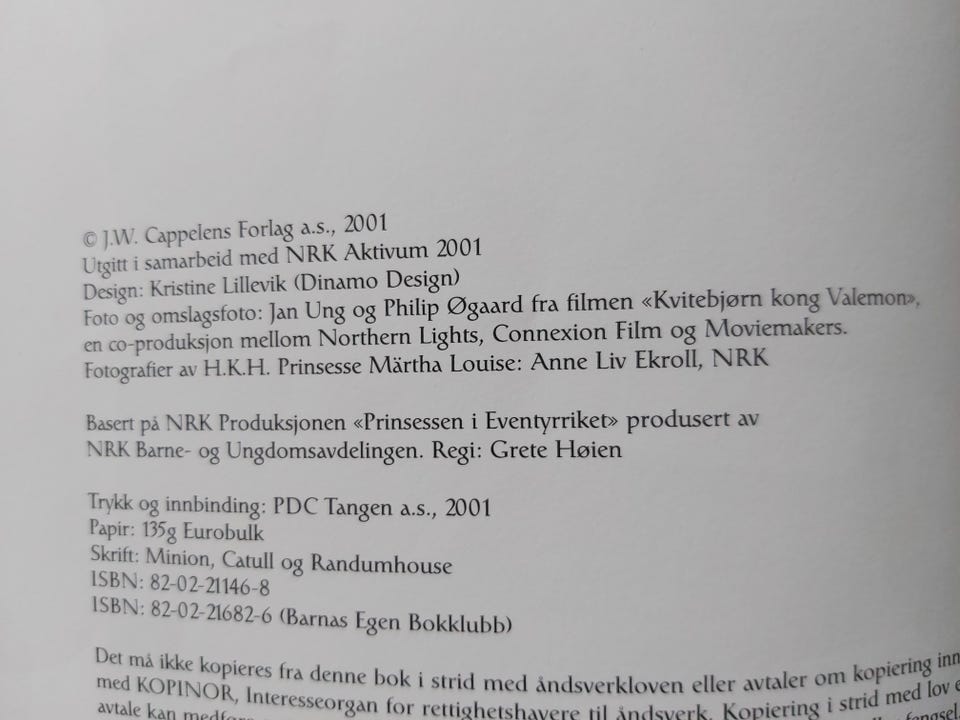 © J.W. Cappelens Forlag a.s., 2001
Utgitt i samarbeid med NRK Aktivum 2001
Design: Kristine Lillevik (Dinamo Design)
Foto og omslagsfoto: Jan Ung og Philip Øgaard fra filmen «Kvitebjørn kong Valemon»,
en co-produksjon mellom Northern Lights, Connexion Film og Moviemakers.
Fotografier av H.K.H. Prinsesse Märtha Louise: Anne Liv Ekroll, NRK
Basert på NRK Produksjonen «Prinsessen i Eventyrriket» produsert av
NRK Barne- og Ungdomsavdelingen. Regi: Grete Høien
Trykk og innbinding: PDC Tangen a.s., 2001
Papir: 135g Eurobulk
Skrift: Minion, Catull og Randumhouse
ISBN: 82-02-21146-8
ISBN: 82-02-21682-6 (Barnas Egen Bokklubb)
Det må ikke kopieres fra denne bok i strid med åndsverkloven eller avtaler om kopiering inn
med KOPINOR, Interesseorgan for rettighetshavere til åndsverk. Kopiering i strid med lov
avtale kan